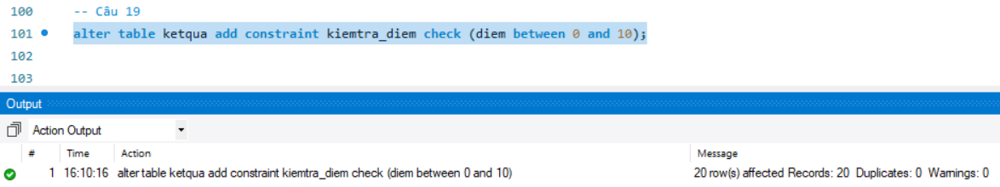 100 -- Câu 19
101 alter table ketqua add constraint kiemtra_diem check (diem between 0 and 10);
102
103
Output
Action Output
# Time Action Message
1 16:10:16 alter table ketqua add constraint kiemtra_diem check (diem between 0 and 10) 20 row(s) affected Records: 20 Duplicates: 0 Warnings: 0